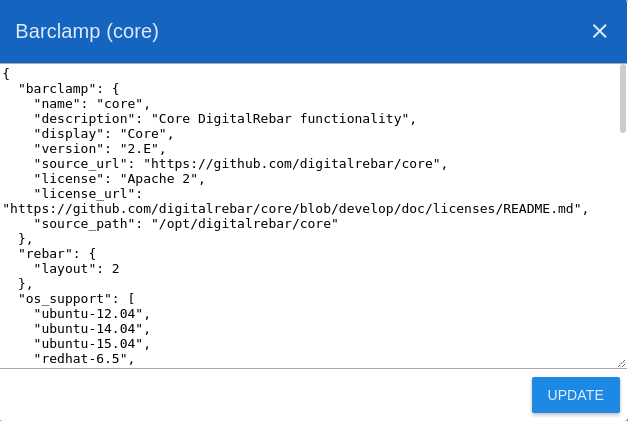 Barclamp (core)
{
  "barclamp": {
    "name": "core",
    "description": "Core DigitalRebar functionality",
    "display": "Core",
    "version": "2.E",
    "source_url": "https://github.com/digitalrebar/core",
    "license": "Apache 2",
    "license_url":
"https://github.com/digitalrebar/core/blob/develop/doc/licenses/README.md",
    "source_path": "/opt/digitalrebar/core"
  },
  "rebar": {
    "layout": 2
  },
  "os_support": [
    "ubuntu-12.04",
    "ubuntu-14.04",
    "ubuntu-15.04",
    "redhat-6.5",
UPDATE